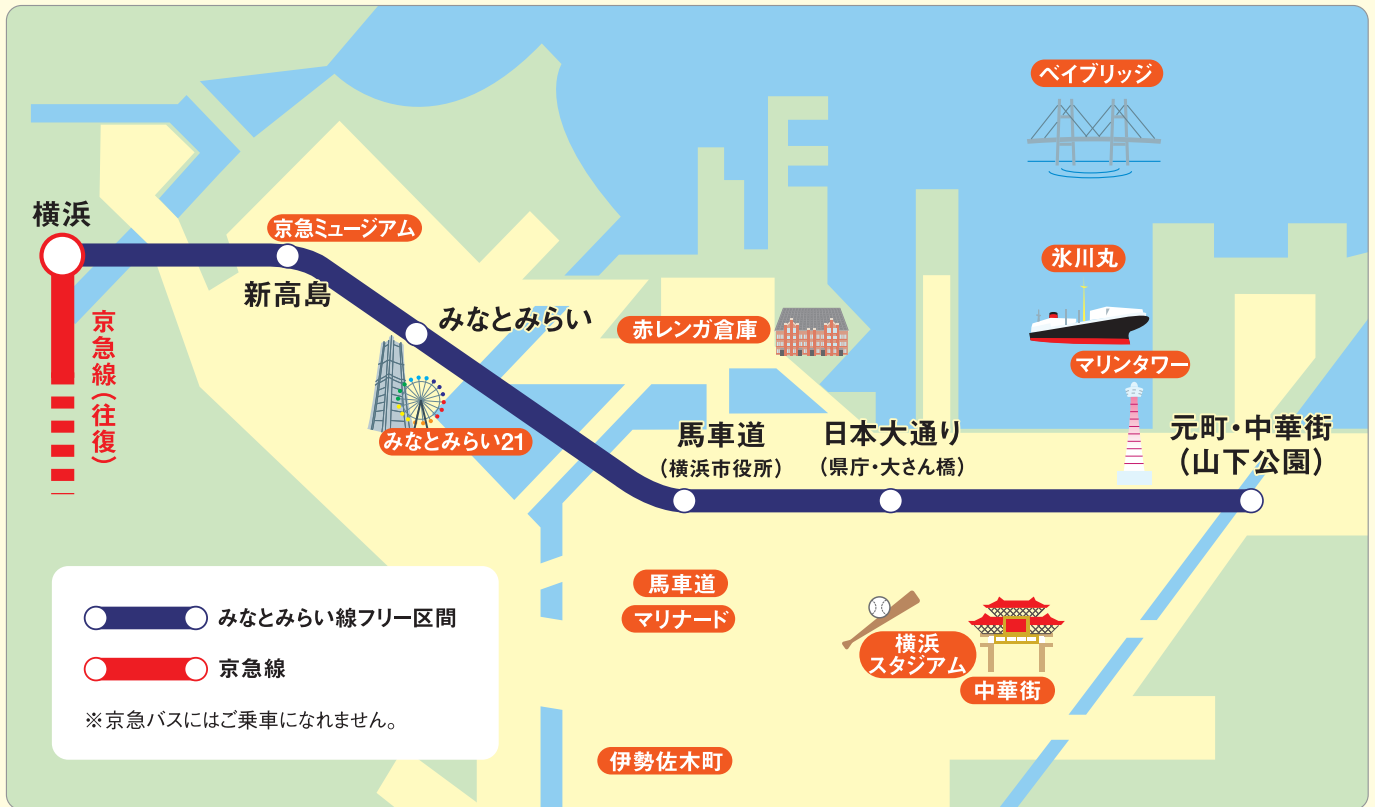 ベイブリッジ
横浜
京急ミュージアム
氷川丸
新高島
みなとみらい
赤レンガ倉庫
京急線(往復)
マリンタワー
みなとみらい21
馬車道
(横浜市役所)
日本大通り
(県庁・大さん橋)
元町・中華街
(山下公園)
馬車道
マリナード
横浜
スタジアム
中華街
伊勢佐木町
みなとみらい線フリー区間
京急線
※京急バスにはご乗車になれません。